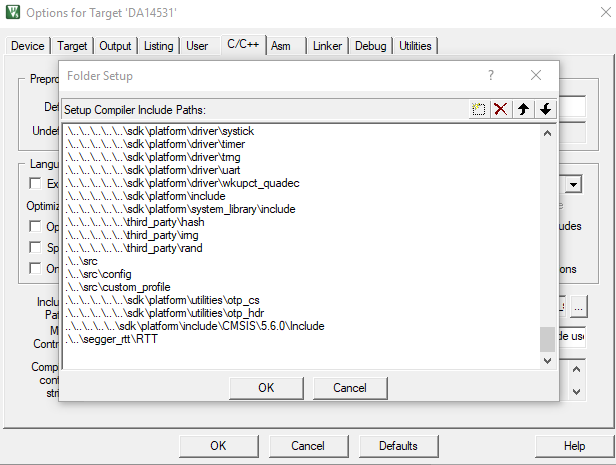 Options for Target 'DA14531'
Device Target Output Listing User C/C++ Asm Linker Debug Utilities
Folder Setup
Setup Compiler Include Paths:
.\..\..\..\..\..\sdk\platform\driver\systick
.\..\..\..\..\..\sdk\platform\driver\timer
.\..\..\..\..\..\sdk\platform\driver\trng
.\..\..\..\..\..\sdk\platform\driver\uart
.\..\..\..\..\..\sdk\platform\driver\wkupct_quadec
.\..\..\..\..\..\sdk\platform\include
.\..\..\..\..\..\sdk\platform\system_library\include
.\..\..\..\..\..\third_party\hash
.\..\..\..\..\..\third_party\img
.\..\..\..\..\..\third_party\rand
.\..\src
.\..\src\config
.\..\src\custom_profile
.\..\..\..\..\..\sdk\platform\utilities\otp_cs
.\..\..\..\..\..\sdk\platform\utilities\otp_hdr
..\..\..\..\..\sdk\platform\include\CMSIS\5.6.0\Include
.\..\segger_rtt\RTT
OK Cancel
Prepro
Def
Undef
Langu
Ex
Optimiz
Op
udes
Sp
On
ons
Inclu
Pat
...
M
Contr
de use
Comp
con
stri
OK Cancel Defaults Help